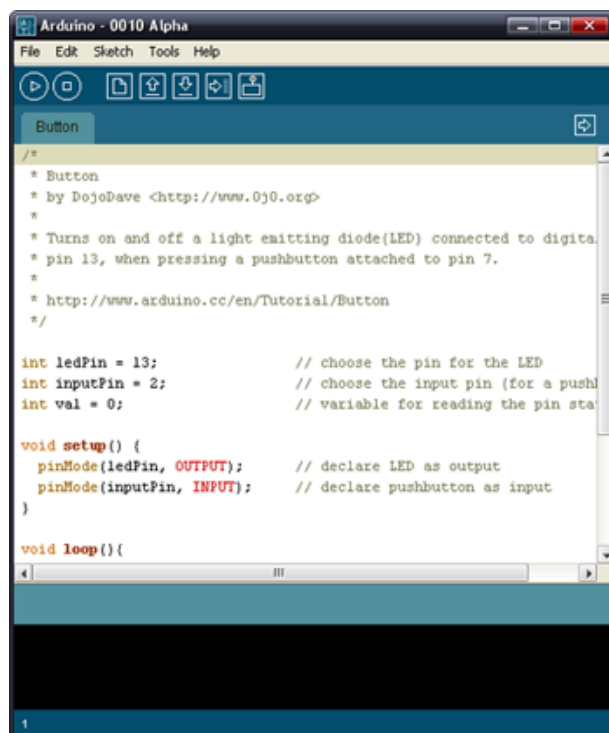 Arduino - 0010 Alpha
File Edit Sketch Tools Help
Button
/*
 * Button
 * by DojoDave <http://www.0j0.org>
 *
 * Turns on and off a light emitting diode(LED) connected to digita
 * pin 13, when pressing a pushbutton attached to pin 7.
 *
 * http://www.arduino.cc/en/Tutorial/Button
 */
int ledPin = 13; // choose the pin for the LED
int inputPin = 2; // choose the input pin (for a push
int val = 0; // variable for reading the pin sta
void setup() {
  pinMode(ledPin, OUTPUT); // declare LED as output
  pinMode(inputPin, INPUT); // declare pushbutton as input
}
void loop(){
1